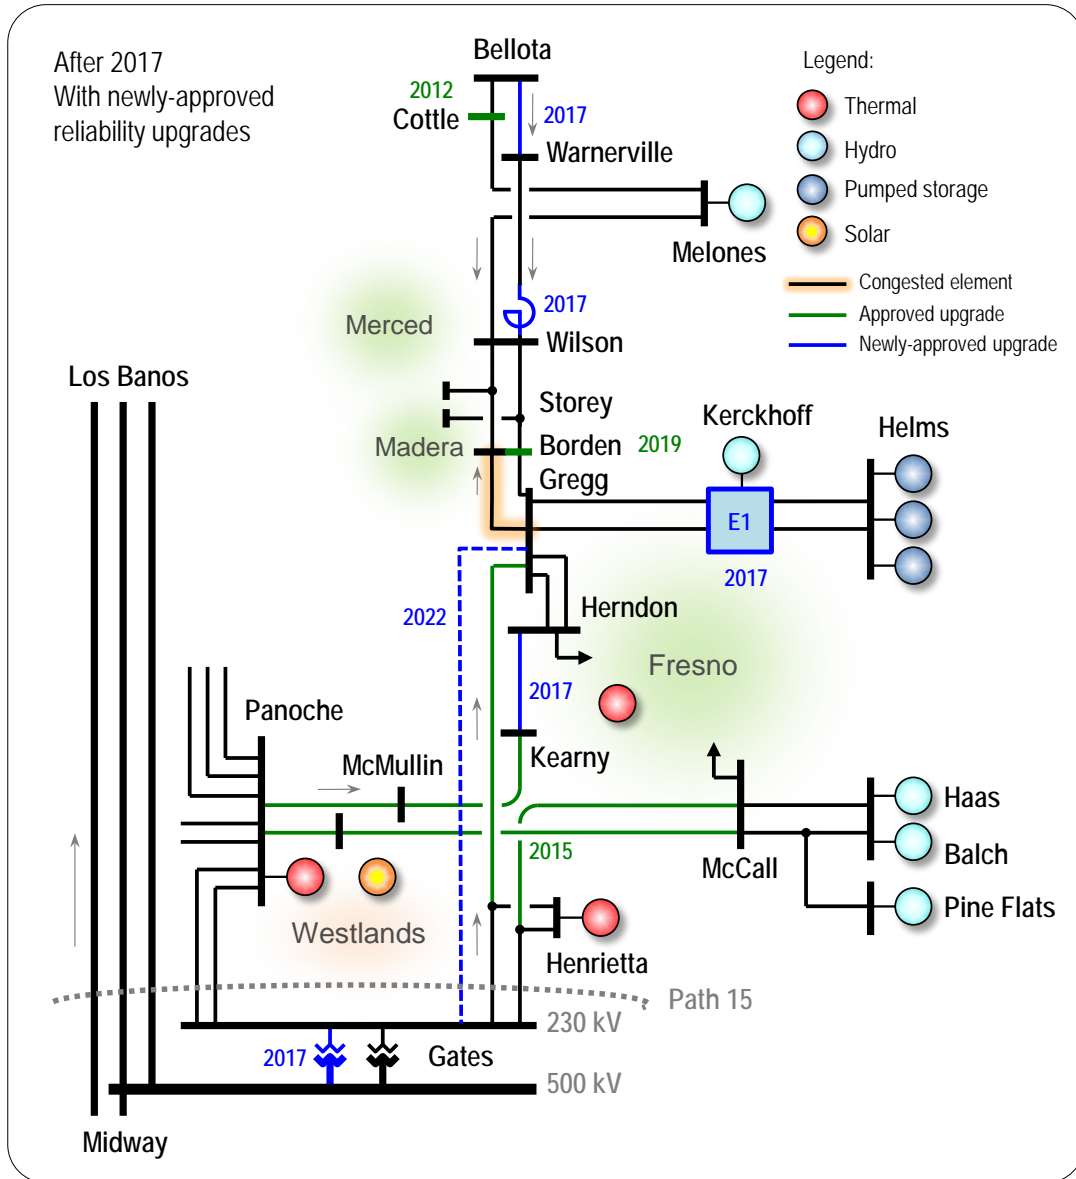 After 2017
With newly-approved
reliability upgrades
Bellota
2012
Cottle
2017
Warnerville
Melones
Legend:
Thermal
Hydro
Pumped storage
Solar
Congested element
Approved upgrade
Newly-approved upgrade
2017
Merced
Wilson
Los Banos
Storey
Madera
Borden
2019
Gregg
Kerckhoff
Helms
E1
2017
2022
Herndon
Fresno
2017
Panoche
McMullin
Kearny
Haas
2015
McCall
Balch
Pine Flats
Westlands
Henrietta
Path 15
230 kV
2017
Gates
500 kV
Midway